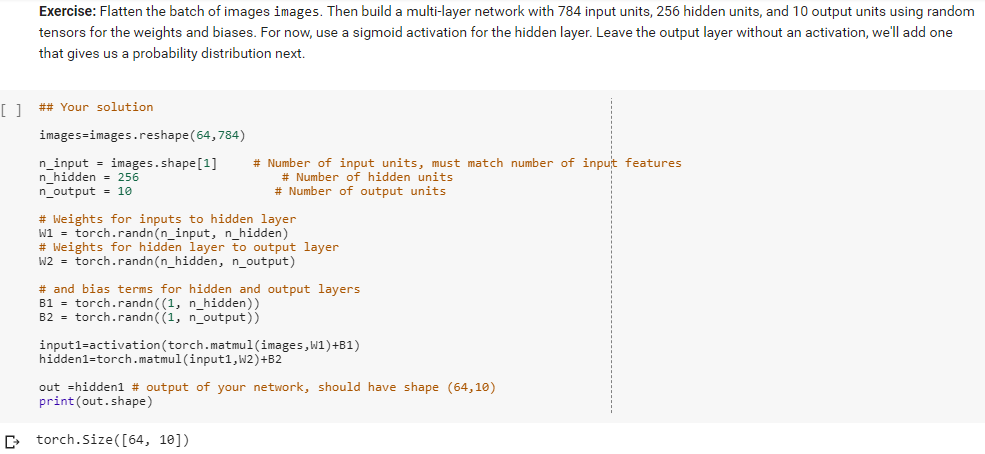 Exercise: Flatten the batch of images images. Then build a multi-layer network with 784 input units, 256 hidden units, and 10 output units using random
tensors for the weights and biases. For now, use a sigmoid activation for the hidden layer. Leave the output layer without an activation, we'll add one
that gives us a probability distribution next.
[ ] ## Your solution
images=images.reshape(64,784)
n_input = images.shape[1] # Number of input units, must match number of input features
n_hidden = 256 # Number of hidden units
n_output = 10 # Number of output units
# Weights for inputs to hidden layer
W1 = torch.randn(n_input, n_hidden)
# Weights for hidden layer to output layer
W2 = torch.randn(n_hidden, n_output)
# and bias terms for hidden and output layers
B1 = torch.randn((1, n_hidden))
B2 = torch.randn((1, n_output))
input1=activation(torch.matmul(images,W1)+B1)
hidden1=torch.matmul(input1,W2)+B2
out =hidden1 # output of your network, should have shape (64,10)
print(out.shape)
torch.Size([64, 10])